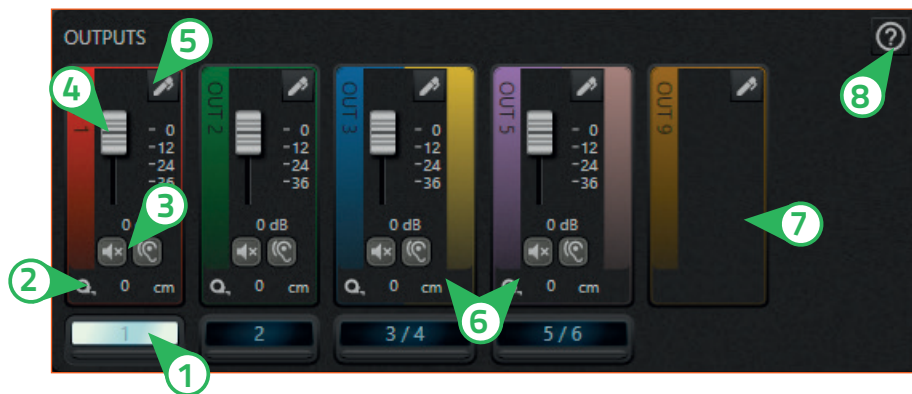 OUTPUTS 5 ?
8
4 1 OUT 2 OUT 3 OUT 5 OUT 9
- 0 - 0 - 0 - 0
-12 -12 -12 -12
-24 -24 -24 -24
-36 -36 -36 -36
3 7
0 0 dB 0 dB 0 dB
2 0 cm 0 cm 0 cm 0 cm
6
1 2 3 / 4 5 / 6
1